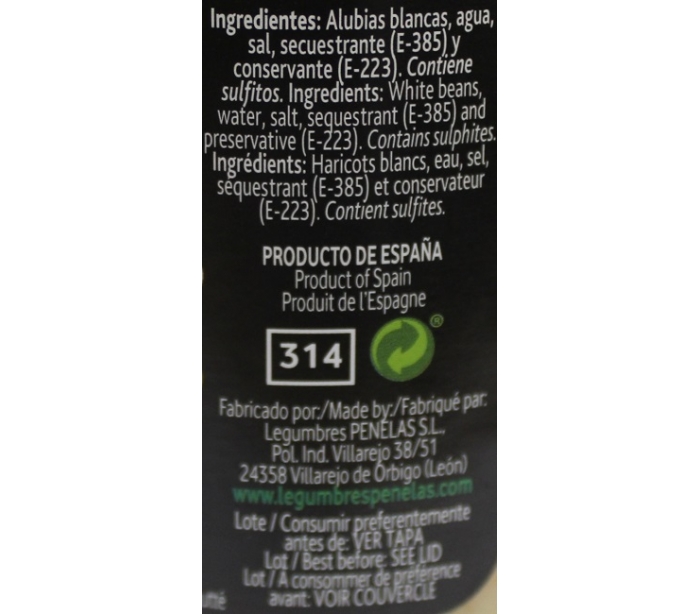 Ingredientes: Alubias blancas, agua,
sal, secuestrante (E-385) y
conservante (E-223). Contiene
sulfitos. Ingredients: White beans,
water, salt, sequestrant (E-385) and
preservative (E-223). Contains sulphites.
Ingrédients: Haricots blancs, eau, sel,
séquestrant (E-385) et conservateur
(E-223). Contient sulfites.
PRODUCTO DE ESPAÑA
Product of Spain
Produit de l'Espagne
314 ®
Fabricado por:/Made by:/Fabriqué par:
Legumbres PENELAS S.L.
Pol. Ind. Villarejo 38/51
24358 Villarejo de Órbigo (León)
www.legumbrespenelas.com
Lote / Consumir preferentemente
antes de: VER TAPA
Lot / Best before: SEE LID
Lot / A consommer de préférence
avant: VOIR COUVERCLE